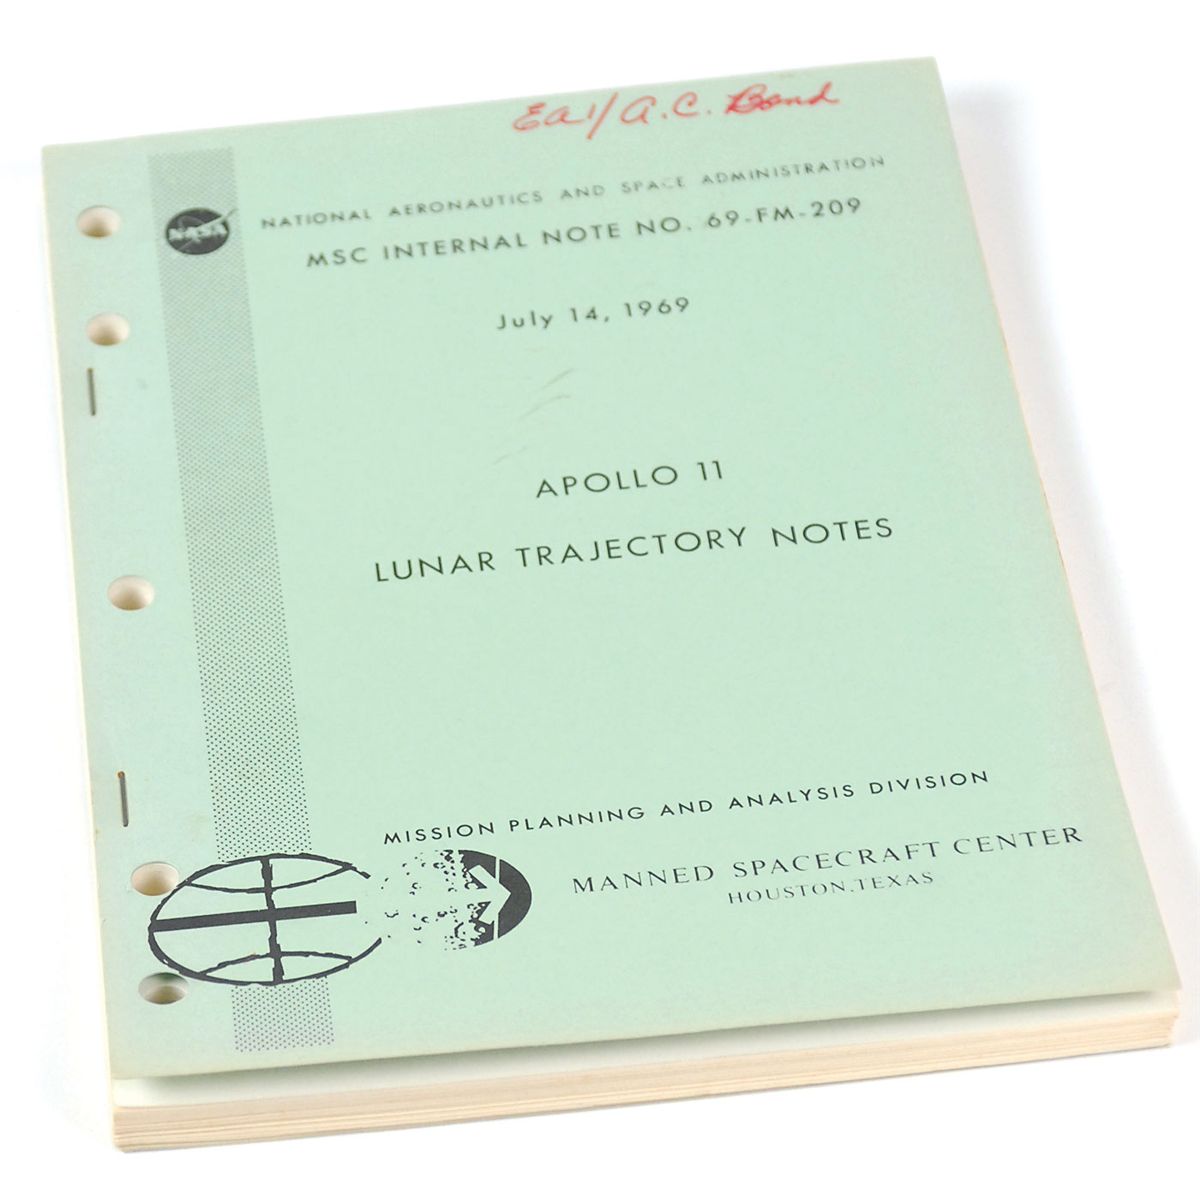 Ea1/A.C. Bond
NASA
NATIONAL AERONAUTICS AND SPACE ADMINISTRATION
MSC INTERNAL NOTE NO. 69-FM-209
July 14, 1969
APOLLO 11
LUNAR TRAJECTORY NOTES
MISSION PLANNING AND ANALYSIS DIVISION
MANNED SPACECRAFT CENTER
HOUSTON,TEXAS